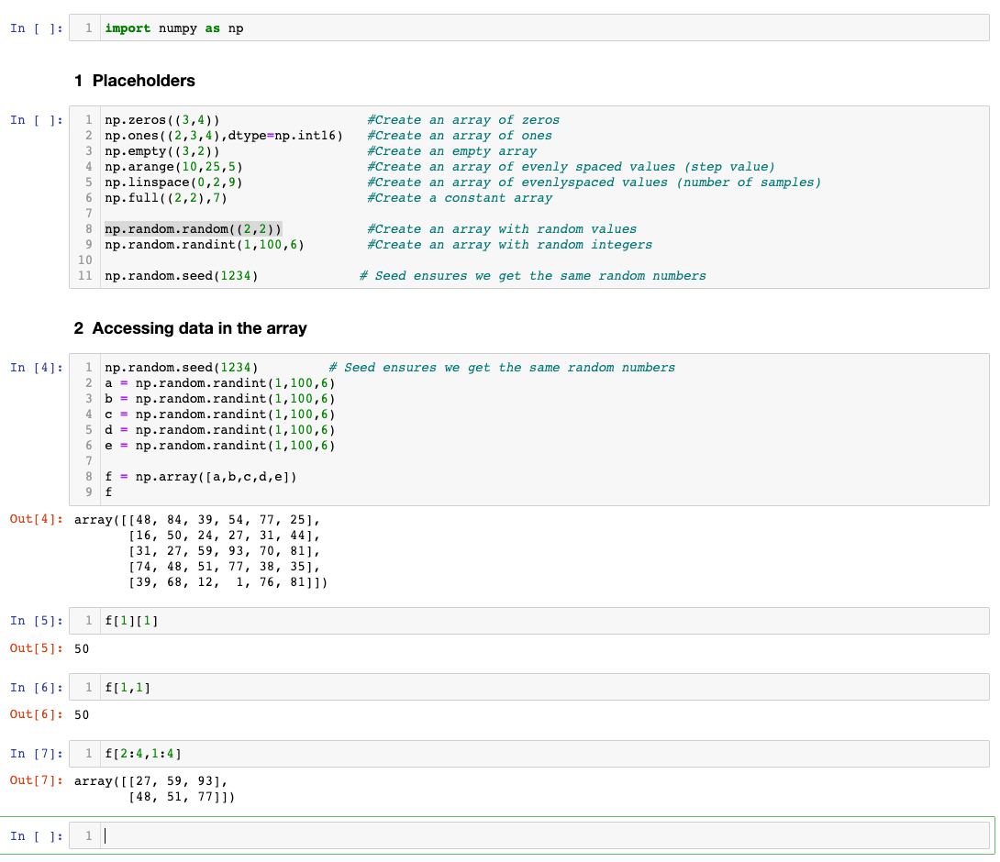 In [ ]: 1 import numpy as np
1 Placeholders
In [ ]: 1 np.zeros((3,4)) #Create an array of zeros
2 np.ones((2,3,4),dtype=np.int16) #Create an array of ones
3 np.empty((3,2)) #Create an empty array
4 np.arange(10,25,5) #Create an array of evenly spaced values (step value)
5 np.linspace(0,2,9) #Create an array of evenlyspaced values (number of samples)
6 np.full((2,2),7) #Create a constant array
7
8 np.random.random((2,2)) #Create an array with random values
9 np.random.randint(1,100,6) #Create an array with random integers
10
11 np.random.seed(1234) # Seed ensures we get the same random numbers
2 Accessing data in the array
In [4]: 1 np.random.seed(1234) # Seed ensures we get the same random numbers
2 a = np.random.randint(1,100,6)
3 b = np.random.randint(1,100,6)
4 c = np.random.randint(1,100,6)
5 d = np.random.randint(1,100,6)
6 e = np.random.randint(1,100,6)
7
8 f = np.array([a,b,c,d,e])
9 f
Out[4]: array([[48, 84, 39, 54, 77, 25],
[16, 50, 24, 27, 31, 44],
[31, 27, 59, 93, 70, 81],
[74, 48, 51, 77, 38, 35],
[39, 68, 12, 1, 76, 81]])
In [5]: 1 f[1][1]
Out[5]: 50
In [6]: 1 f[1,1]
Out[6]: 50
In [7]: 1 f[2:4,1:4]
Out[7]: array([[27, 59, 93],
[48, 51, 77]])
In [ ]: 1